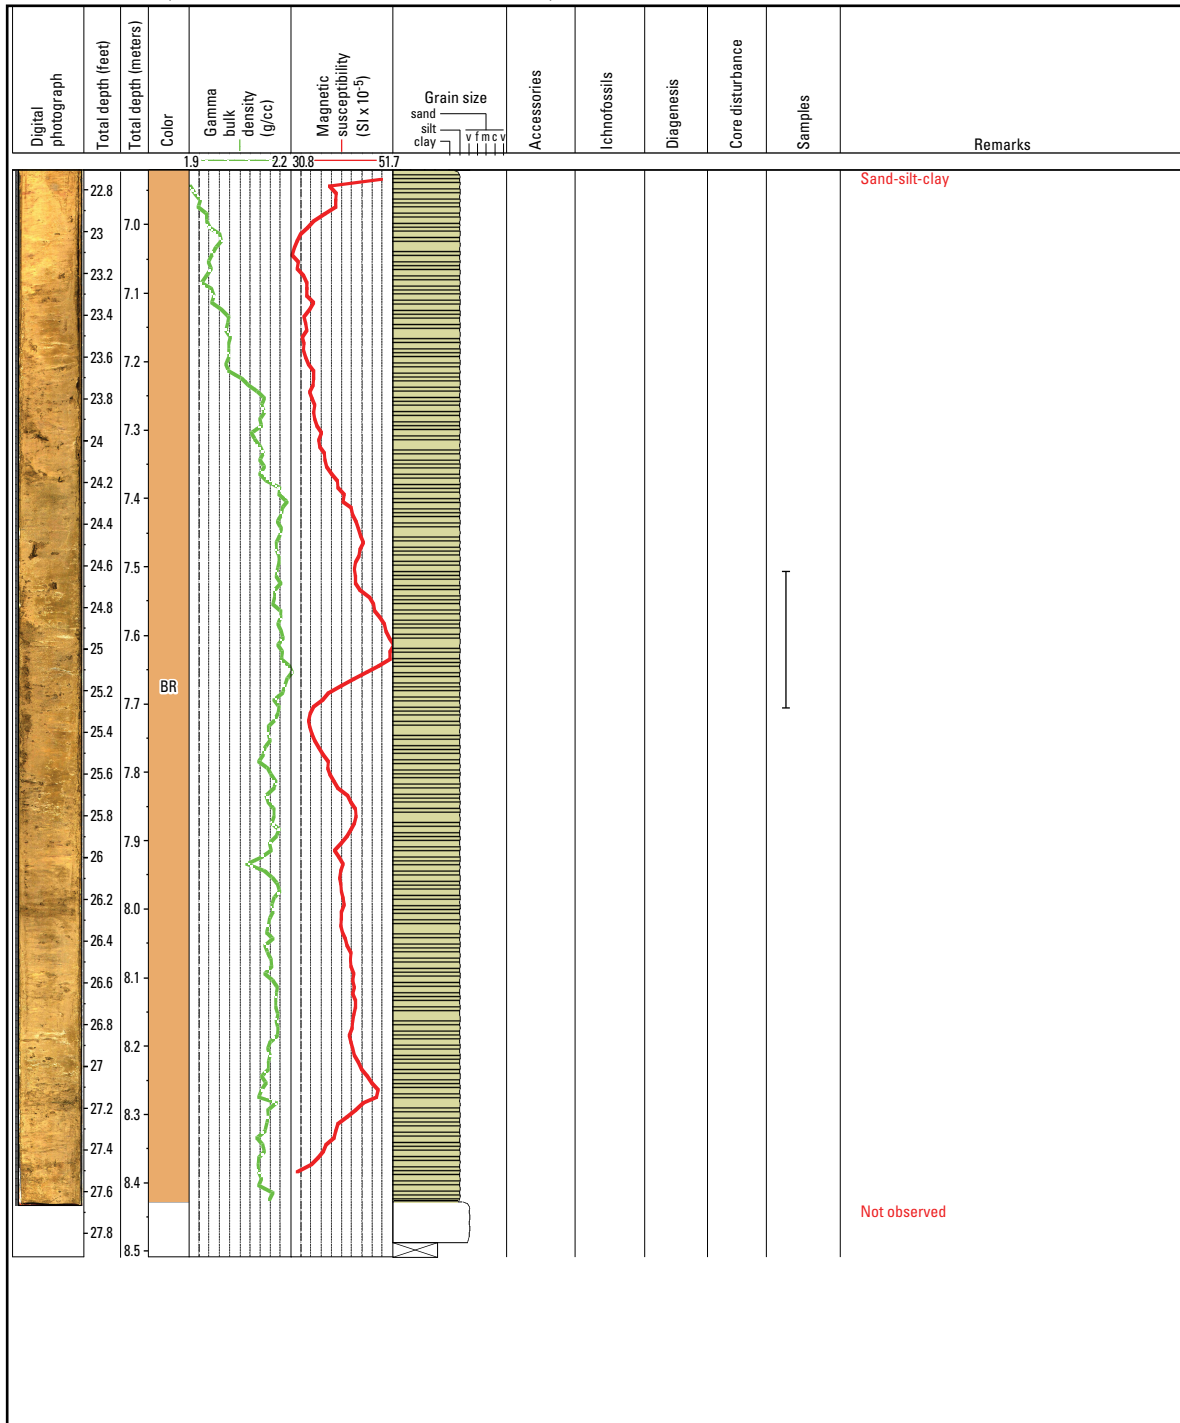 Digital
photograph
Total depth (feet)
Total depth (meters)
Color
Gamma
bulk
density
(g/cc)
Magnetic
susceptibility
(SI x 10-5)
Grain size
sand
silt
clay
v f m c v
Accessories
Ichnofossils
Diagenesis
Core disturbance
Samples
Remarks
1.9 2.2 30.8 51.7
Sand-silt-clay
22.8
7.0
23
23.2
7.1
23.4
23.6
7.2
23.8
7.3
24
24.2
7.4
24.4
24.6
7.5
24.8
7.6
25
BR
25.2
7.7
25.4
7.8
25.6
25.8
7.9
26
26.2
8.0
26.4
26.6
8.1
26.8
8.2
27
27.2
8.3
27.4
8.4
27.6
Not observed
27.8
8.5